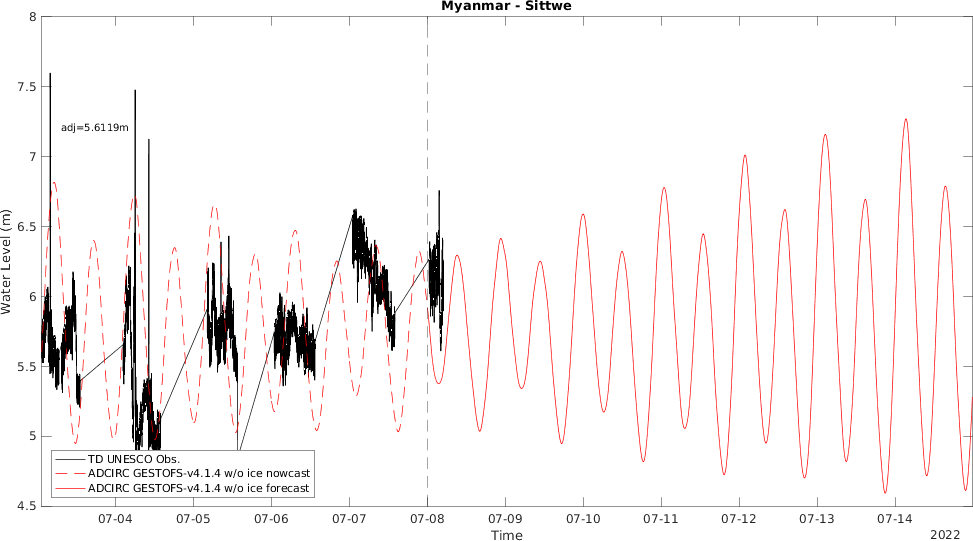 Myanmar - Sittwe
8
7.5
7
6.5
6
5.5
5
4.5
Water Level (m)
adj=5.6119m
TD UNESCO Obs.
ADCIRC GESTOFS-v4.1.4 w/o ice nowcast
ADCIRC GESTOFS-v4.1.4 w/o ice forecast
07-04 07-05 07-06 07-07 07-08 07-09 07-10 07-11 07-12 07-13 07-14
Time
2022